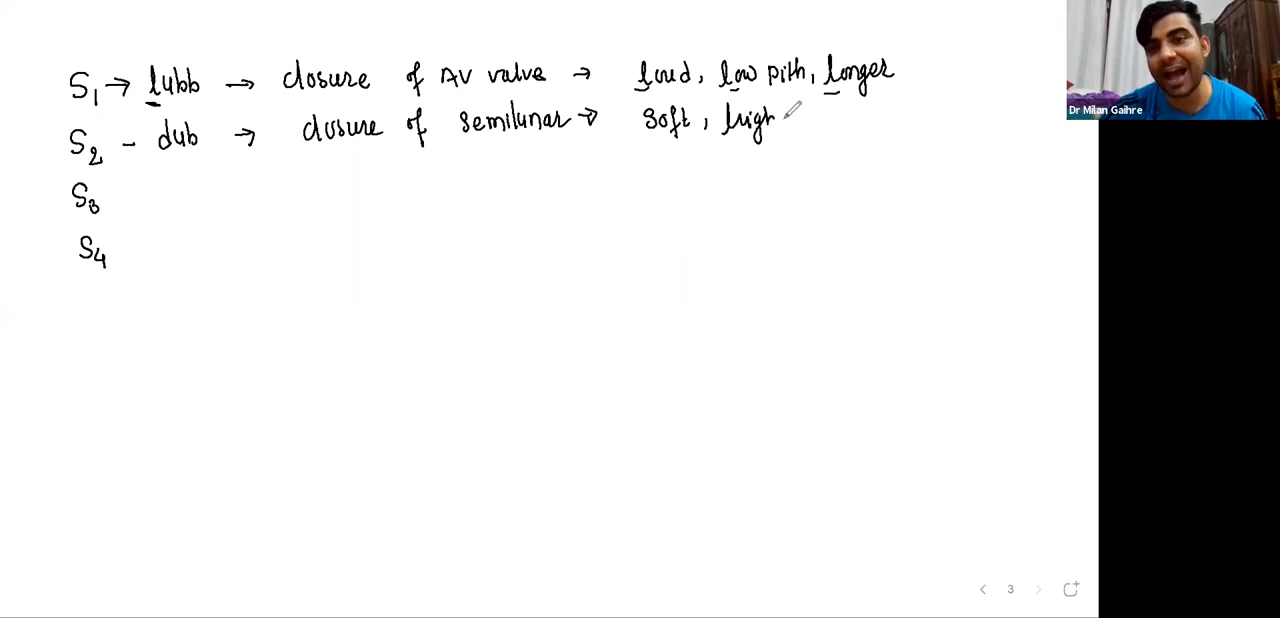 S₁ → lubb → closure of AV valve → loud, low pith, longer
S₂ - dub → closure of semilunar → soft, high
S₃
S₄
Dr Milan Gaihre
< 3 >